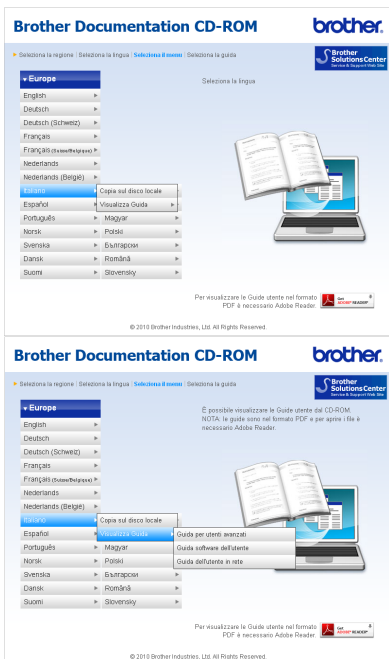 Brother Documentation CD-ROM
brother.
Seleziona la regione | Seleziona la lingua | Seleziona il menu | Seleziona la guida
Brother
SolutionsCenter
Service & Support Web Site
Europe
Seleziona la lingua
English
Deutsch
Deutsch (Schweiz)
Français
Français (Suisse/Belgique)
Nederlands
Nederlands (België)
Italiano
Copia sul disco locale
Español
Visualizza Guida
Português
Magyar
Norsk
Polski
Svenska
Български
Dansk
Română
Suomi
Slovensky
Per visualizzare le Guide utente nel formato
PDF è necessario Adobe Reader.
Get
ADOBE® READER®
© 2010 Brother Industries, Ltd. All Rights Reserved.
Brother Documentation CD-ROM
brother.
Seleziona la regione | Seleziona la lingua | Seleziona il menu | Seleziona la guida
Brother
SolutionsCenter
Service & Support Web Site
Europe
È possibile visualizzare le Guide utente dal CD-ROM.
NOTA: le guide sono nel formato PDF e per aprire i file è
necessario Adobe Reader.
English
Deutsch
Deutsch (Schweiz)
Français
Français (Suisse/Belgique)
Nederlands
Nederlands (België)
Italiano
Copia sul disco locale
Español
Visualizza Guida
Guida per utenti avanzati
Português
Magyar
Guida software dell'utente
Norsk
Polski
Guida dell'utente in rete
Svenska
Български
Dansk
Română
Suomi
Slovensky
Per visualizzare le Guide utente nel formato
PDF è necessario Adobe Reader.
Get
ADOBE® READER®
© 2010 Brother Industries, Ltd. All Rights Reserved.